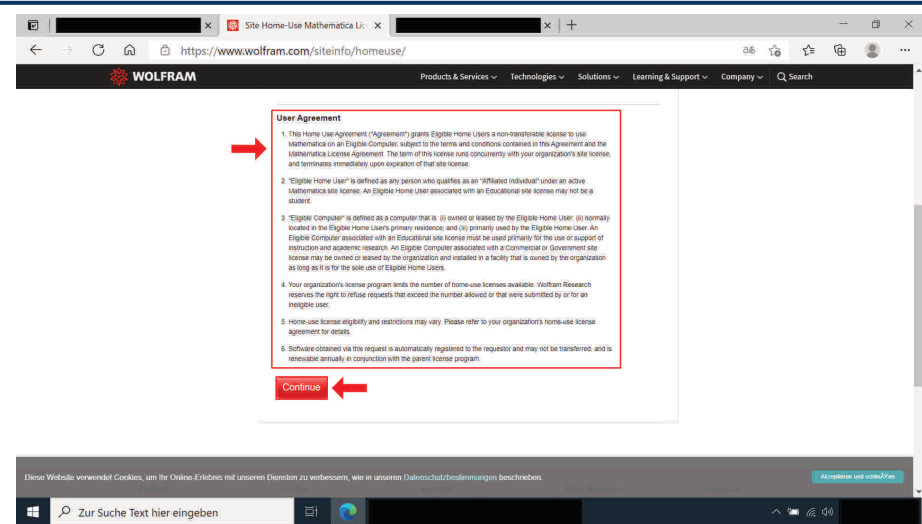 Site Home-Use Mathematica Lic
https://www.wolfram.com/siteinfo/homeuse/
WOLFRAM
Products & Services Technologies Solutions Learning & Support Company Search
User Agreement
1. This Home Use Agreement ("Agreement") grants Eligible Home Users a non-transferable license to use
Mathematica on an Eligible Computer, subject to the terms and conditions contained in this Agreement and the
Mathematica License Agreement. The term of this license runs concurrently with your organization's site license,
and terminates immediately upon expiration of that site license.
2. "Eligible Home User" is defined as any person who qualifies as an "Affiliated Individual" under an active
Mathematica site license. An Eligible Home User associated with an Educational site license may not be a
student.
3. "Eligible Computer" is defined as a computer that is: (i) owned or leased by the Eligible Home User; (ii) normally
located in the Eligible Home User's primary residence; and (iii) primarily used by the Eligible Home User. An
Eligible Computer associated with an Educational site license must be used primarily for the use or support of
instruction and academic research. An Eligible Computer associated with a Commercial or Government site
license may be owned or leased by the organization and installed in a facility that is owned by the organization
as long as it is for the sole use of Eligible Home Users.
4. Your organization's license program limits the number of home-use licenses available. Wolfram Research
reserves the right to refuse requests that exceed the number allowed or that were submitted by or for an
ineligible user.
5. Home-use license eligibility and restrictions may vary. Please refer to your organization's home-use license
agreement for details.
6. Software obtained via this request is automatically registered to the requestor and may not be transferred, and is
renewable annually in conjunction with the parent license program.
Continue
Diese Website verwendet Cookies, um Ihr Online-Erlebnis mit unseren Diensten zu verbessern, wie in unseren Datenschutzbestimmungen beschrieben.
Akzeptieren und schlieÃŸen
Zur Suche Text hier eingeben